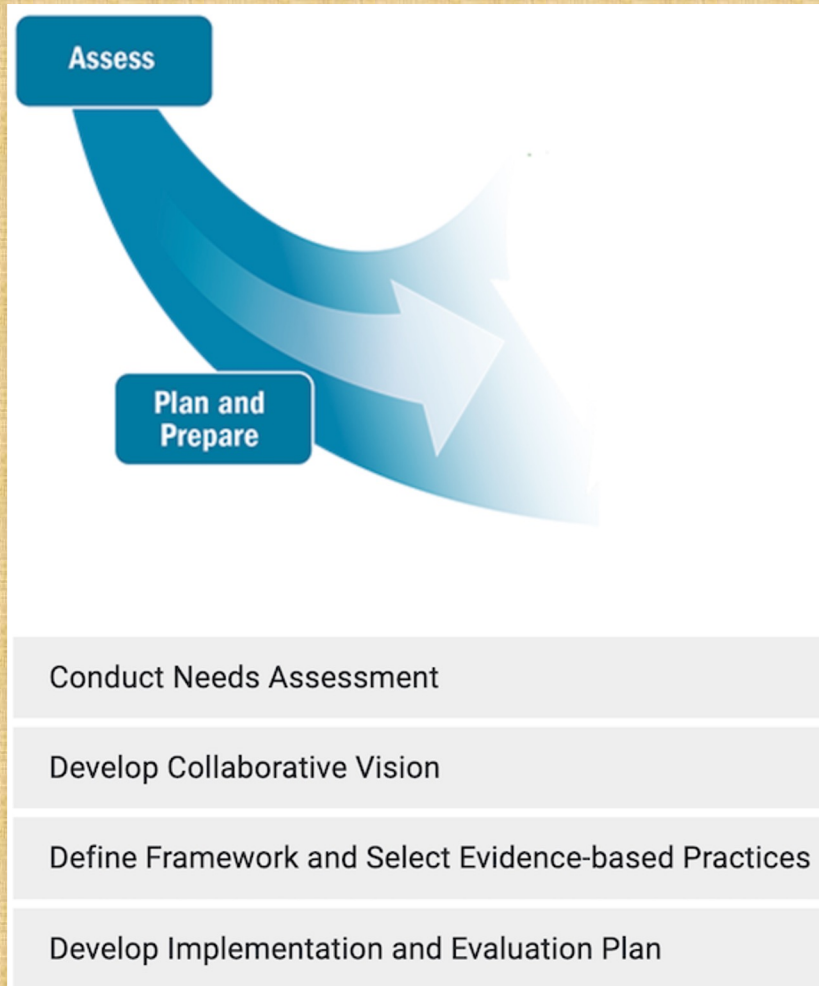 Assess
Plan and
Prepare
Conduct Needs Assessment
Develop Collaborative Vision
Define Framework and Select Evidence-based Practices
Develop Implementation and Evaluation Plan